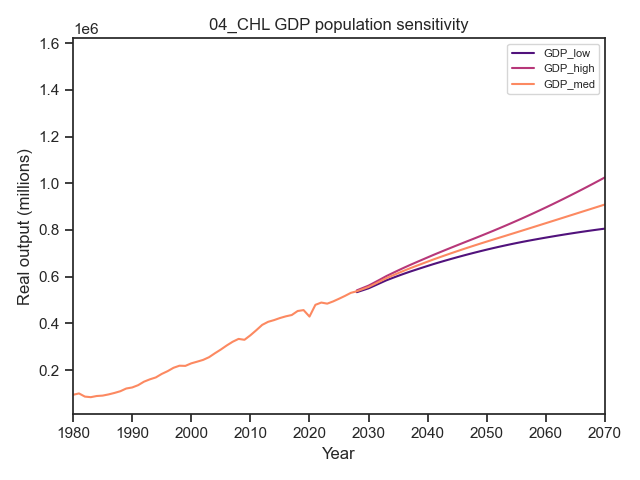 04_CHL GDP population sensitivity
1e6
1.6
1.4
1.2
1.0
0.8
0.6
0.4
0.2
Real output (millions)
GDP_low
GDP_high
GDP_med
1980 1990 2000 2010 2020 2030 2040 2050 2060 2070
Year